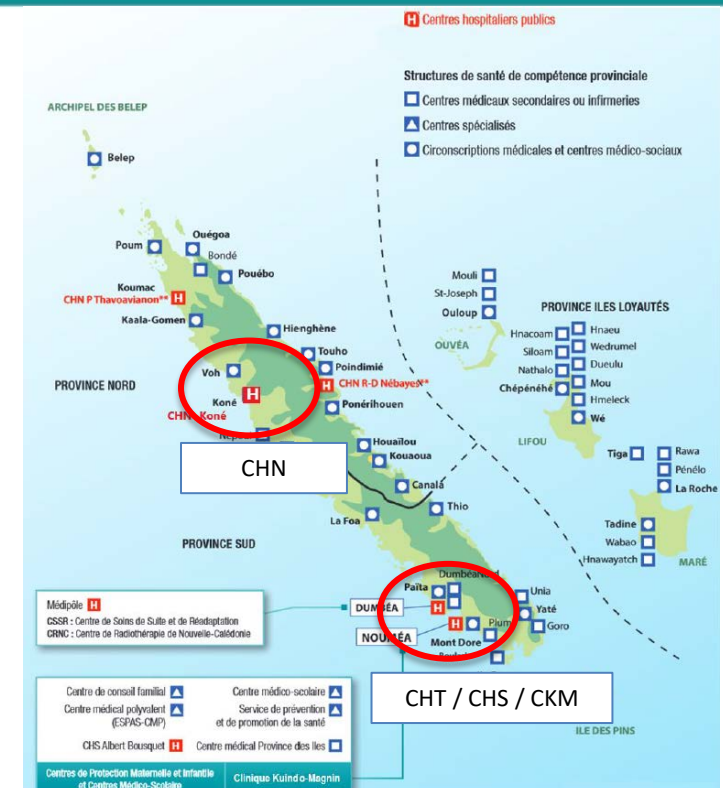 Centres hospitaliers publics
Structures de santé de compétence provinciale
Centres médicaux secondaires ou infirmeries
Centres spécialisés
Circonscriptions médicales et centres médico-sociaux
ARCHIPEL DES BELEP
Belep
Ouégoa
Poum
Bondé
Pouébo
Koumac
CHN P Thavoavianon**
Kaala-Gomen
Hienghène
Touho
Poindimié
CHN R-D Nébayes**
Voh
PROVINCE NORD
Koné
CHN Koné
Ponérihouen
CHN
Houaïlou
Kouaoua
Canala
Thio
La Foa
PROVINCE SUD
Mouli
St-Joseph
Ouloup
OUVÉA
PROVINCE ILES LOYAUTÉS
Hnacoam
Hnaeu
Siloam
Wedrumel
Nathalo
Dueulu
Chépénéhé
Mou
Hmeleck
Wé
LIFOU
Tiga
Rawa
Pénélo
La Roche
Tadine
Wabao
Hnawayatch
MARÉ
Païta
DUMBÉA
NOUMÉA
Plum
Mont Dore
Unia
Yaté
Goro
CHT / CHS / CKM
ILE DES PINS
Médipôle H
CSSR : Centre de Soins de Suite et de Réadaptation
CRNC : Centre de Radiothérapie de Nouvelle-Calédonie
Centre de conseil familial
Centre médico-scolaire
Centre médical polyvalent
(ESPAS-CMP)
Service de prévention
et de promotion de la santé
CHS Albert Bousquet H
Centre médical Province des Iles
Centres de Protection Maternelle et Infantile
et Centres Médico-Scolaire
Clinique Kuindo-Magnin